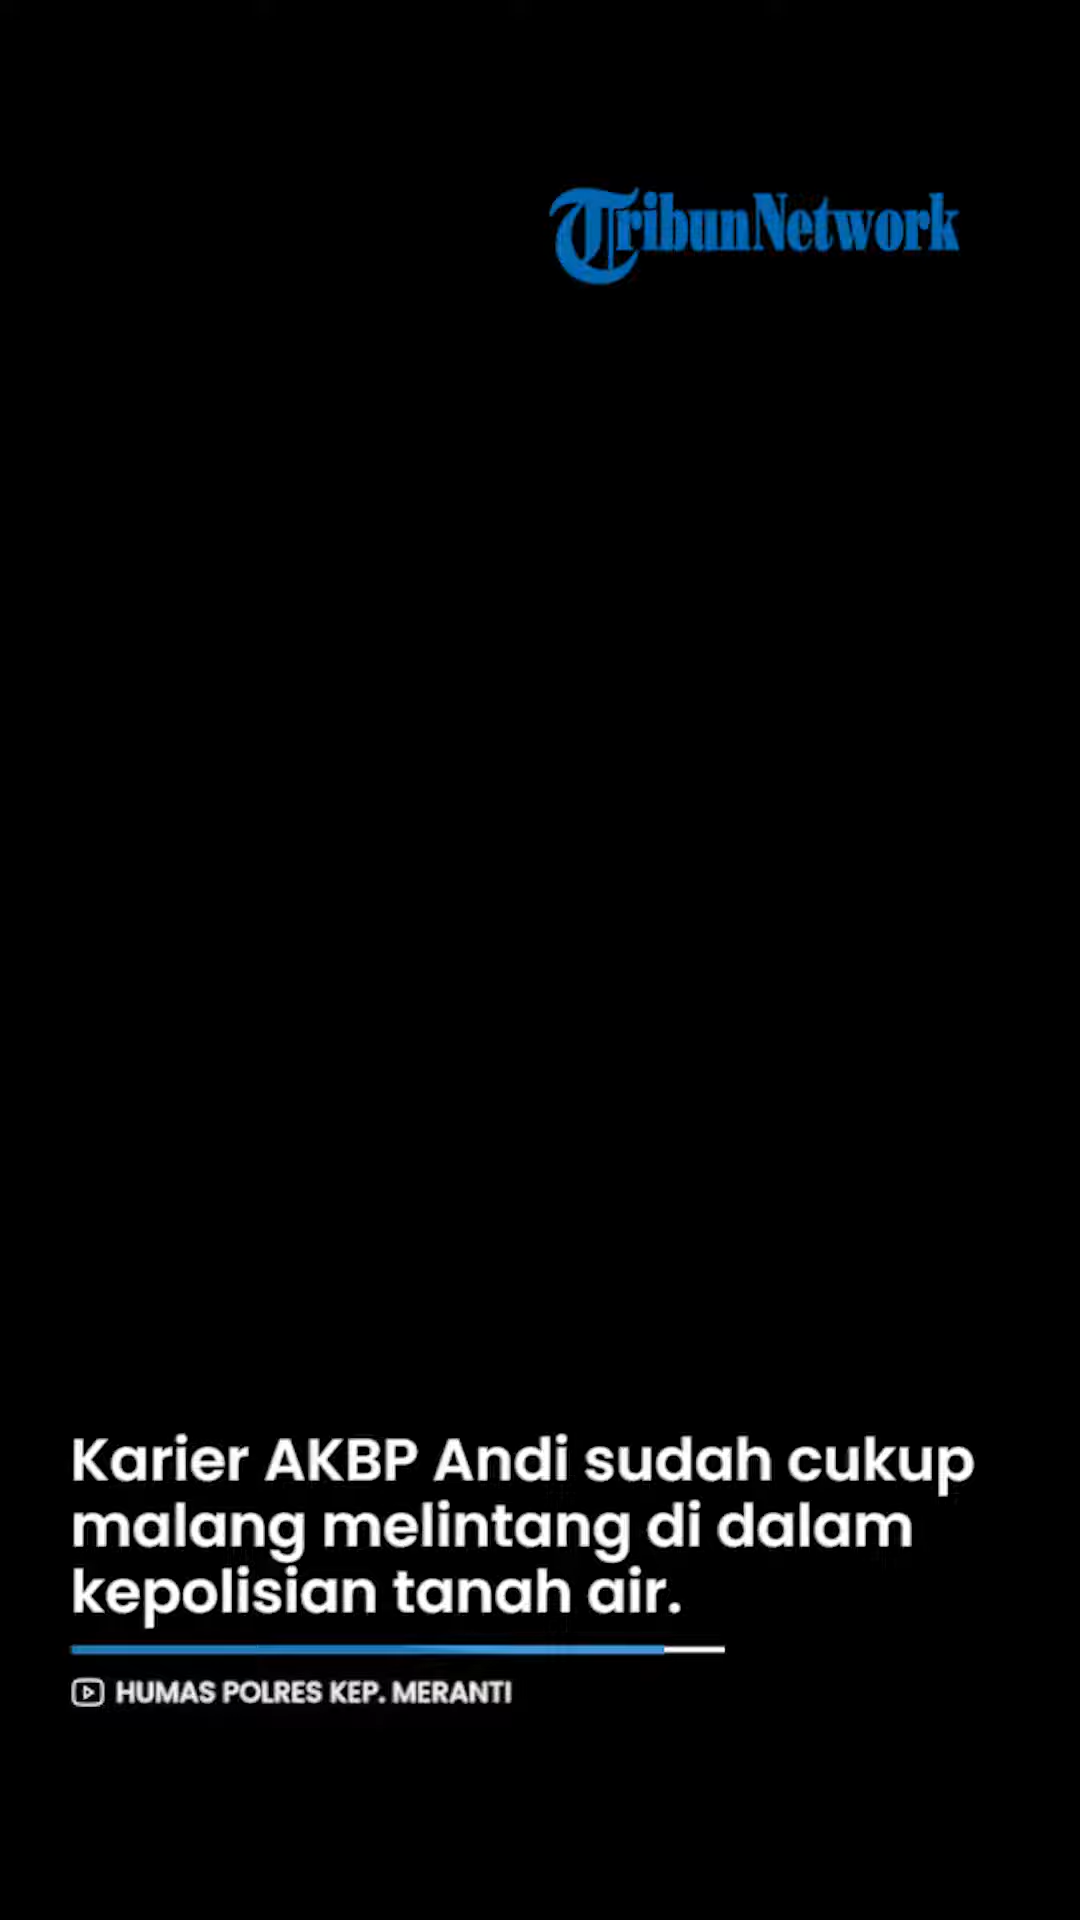 TribunNetwork
Karier AKBP Andi sudah cukup
malang melintang di dalam
kepolisian tanah air.
HUMAS POLRES KEP. MERANTI